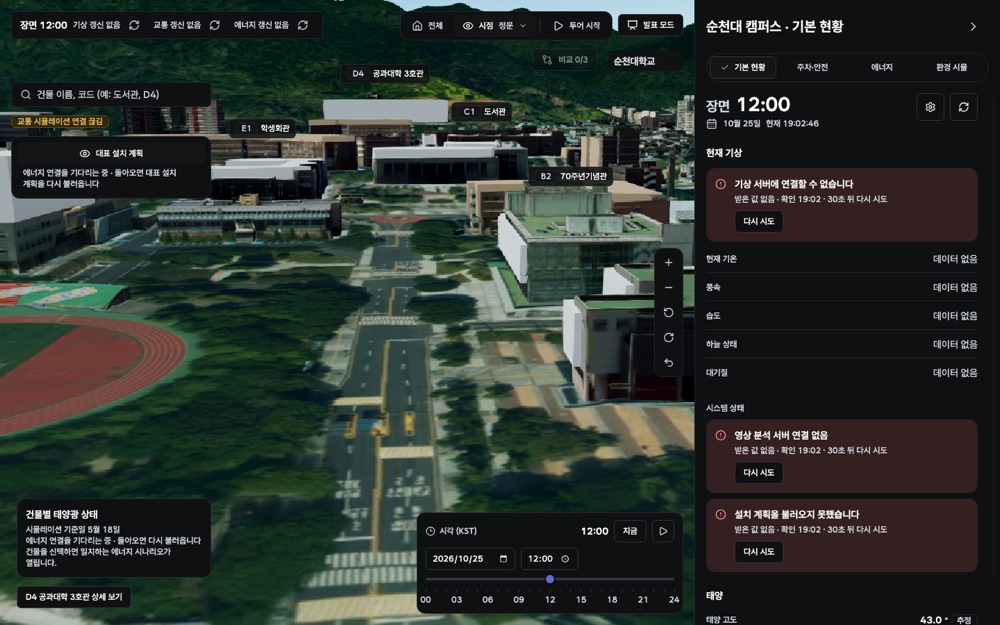 장면 12:00 기상 갱신 없음 교통 갱신 없음 에너지 갱신 없음
전체 시점 정문 투어 시작 발표 모드
비교 0/3 순천대학교
D4 공과대학 3호관
건물 이름, 코드 (예: 도서관, D4)
C1 도서관
교통 시뮬레이션 연결 끊김
E1 학생회관
대표 설치 계획
에너지 연결을 기다리는 중 · 돌아오면 대표 설치
계획을 다시 불러옵니다
B2 70주년기념관
건물별 태양광 상태
시뮬레이션 기준일 5월 18일
에너지 연결을 기다리는 중 · 돌아오면 다시 불러옵니다
건물을 선택하면 일치하는 에너지 시나리오가
열립니다.
D4 공과대학 3호관 상세 보기
시각 (KST) 12:00 지금
2026/10/25 12:00
00 03 06 09 12 15 18 21 24
순천대 캠퍼스 · 기본 현황
기본 현황 주차·안전 에너지 환경 시뮬
장면 12:00
10월 25일 현재 19:02:46
현재 기상
기상 서버에 연결할 수 없습니다
받은 값 없음 · 확인 19:02 · 30초 뒤 다시 시도
다시 시도
현재 기온 데이터 없음
풍속 데이터 없음
습도 데이터 없음
하늘 상태 데이터 없음
대기질 데이터 없음
시스템 상태
영상 분석 서버 연결 없음
받은 값 없음 · 확인 19:02 · 30초 뒤 다시 시도
다시 시도
설치 계획을 불러오지 못했습니다
받은 값 없음 · 확인 19:02 · 30초 뒤 다시 시도
다시 시도
태양
태양 고도 43.0 ° 추정